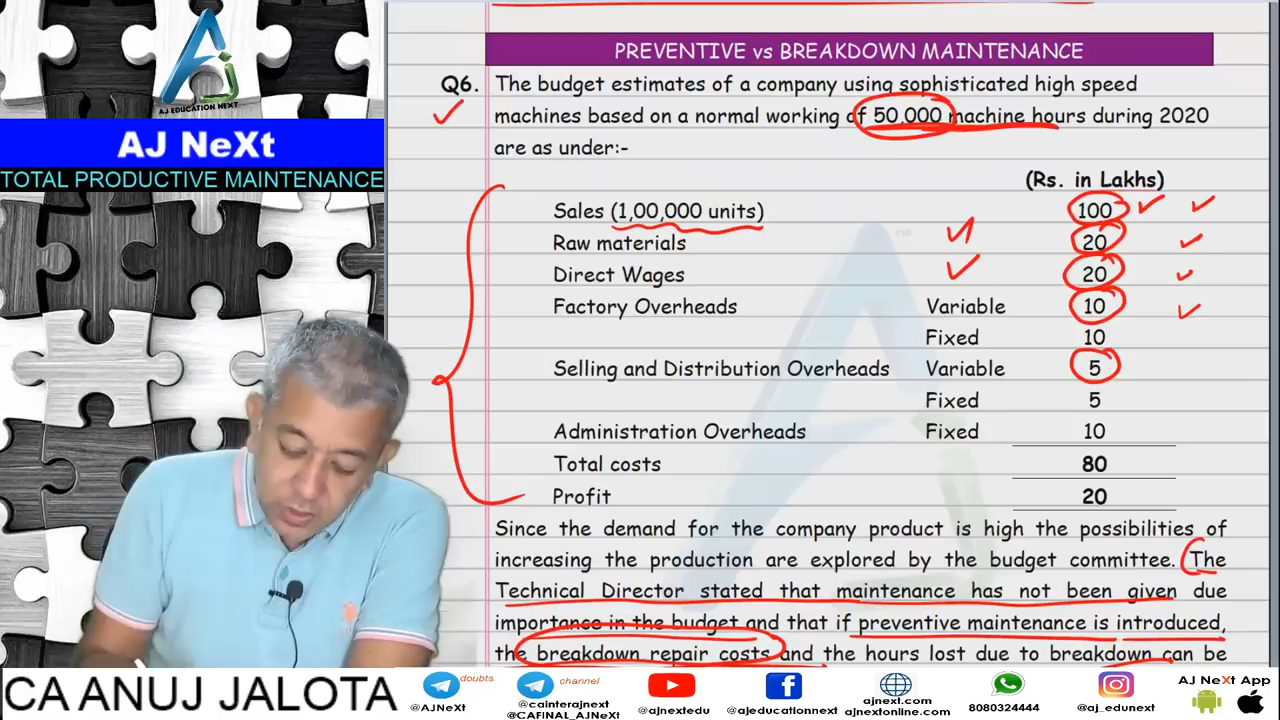 PREVENTIVE vs BREAKDOWN MAINTENANCE
Q6. The budget estimates of a company using sophisticated high speed
machines based on a normal working of 50,000 machine hours during 2020
are as under:-
(Rs. in Lakhs)
Sales (1,00,000 units) 100
Raw materials 20
Direct Wages 20
Factory Overheads Variable 10
Fixed 10
Selling and Distribution Overheads Variable 5
Fixed 5
Administration Overheads Fixed 10
Total costs 80
Profit 20
Since the demand for the company product is high the possibilities of
increasing the production are explored by the budget committee. The
Technical Director stated that maintenance has not been given due
importance in the budget and that if preventive maintenance is introduced,
the breakdown repair costs and the hours lost due to breakdown can be
AJ
AJ EDUCATION NEXT
AJ NeXt
TOTAL PRODUCTIVE MAINTENANCE
TM
CA ANUJ JALOTA
doubts
@AJNeXt
channel
@cainterajnext
@CAFINAL_AJNeXt
@ajnextedu
@ajeducationnext
ajnext.com
ajnextonline.com
8080324444
@aj_edunext
AJ NeXt App